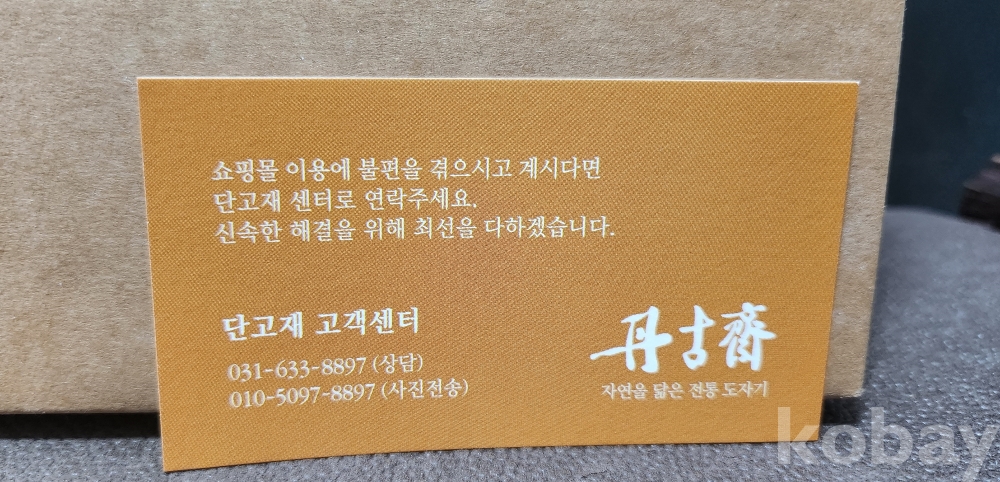 쇼핑몰 이용에 불편을 겪으시고 계시다면
단고재 센터로 연락주세요.
신속한 해결을 위해 최선을 다하겠습니다.
단고재 고객센터
031-633-8897 (상담)
010-5097-8897 (사진전송)
丹古齋
자연을 닮은 전통 도자기
kobay